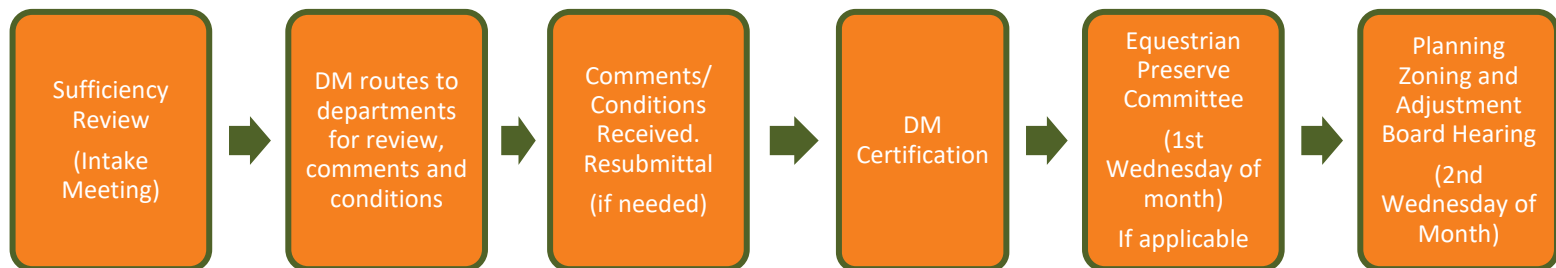 Sufficiency
Review
(Intake
Meeting)
DM routes to
departments
for review,
comments and
conditions
Comments/
Conditions
Received.
Resubmittal
(if needed)
DM
Certification
Equestrian
Preserve
Committee
(1st
Wednesday of
month)
If applicable
Planning
Zoning and
Adjustment
Board Hearing
(2nd
Wednesday of
Month)